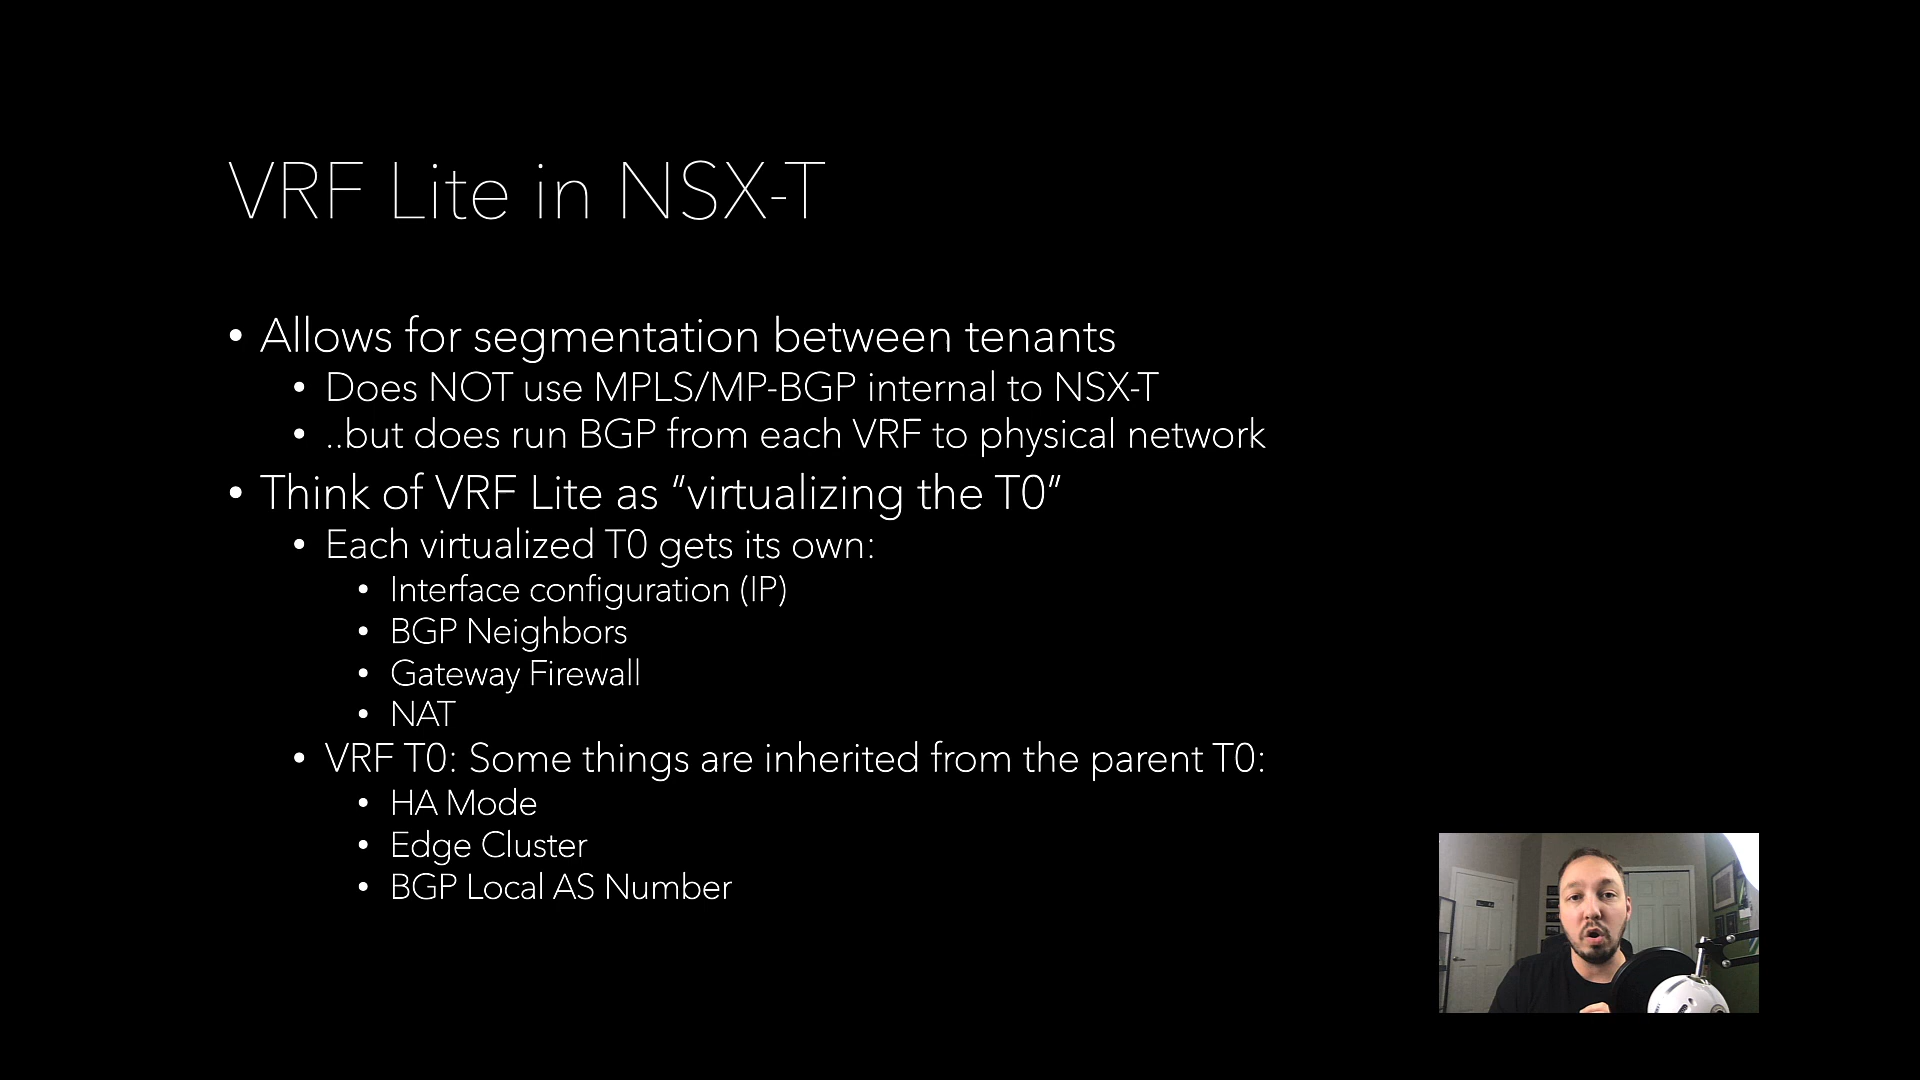 VRF Lite in NSX-T
• Allows for segmentation between tenants
• Does NOT use MPLS/MP-BGP internal to NSX-T
• ..but does run BGP from each VRF to physical network
• Think of VRF Lite as "virtualizing the T0"
• Each virtualized T0 gets its own:
• Interface configuration (IP)
• BGP Neighbors
• Gateway Firewall
• NAT
• VRF T0: Some things are inherited from the parent T0:
• HA Mode
• Edge Cluster
• BGP Local AS Number